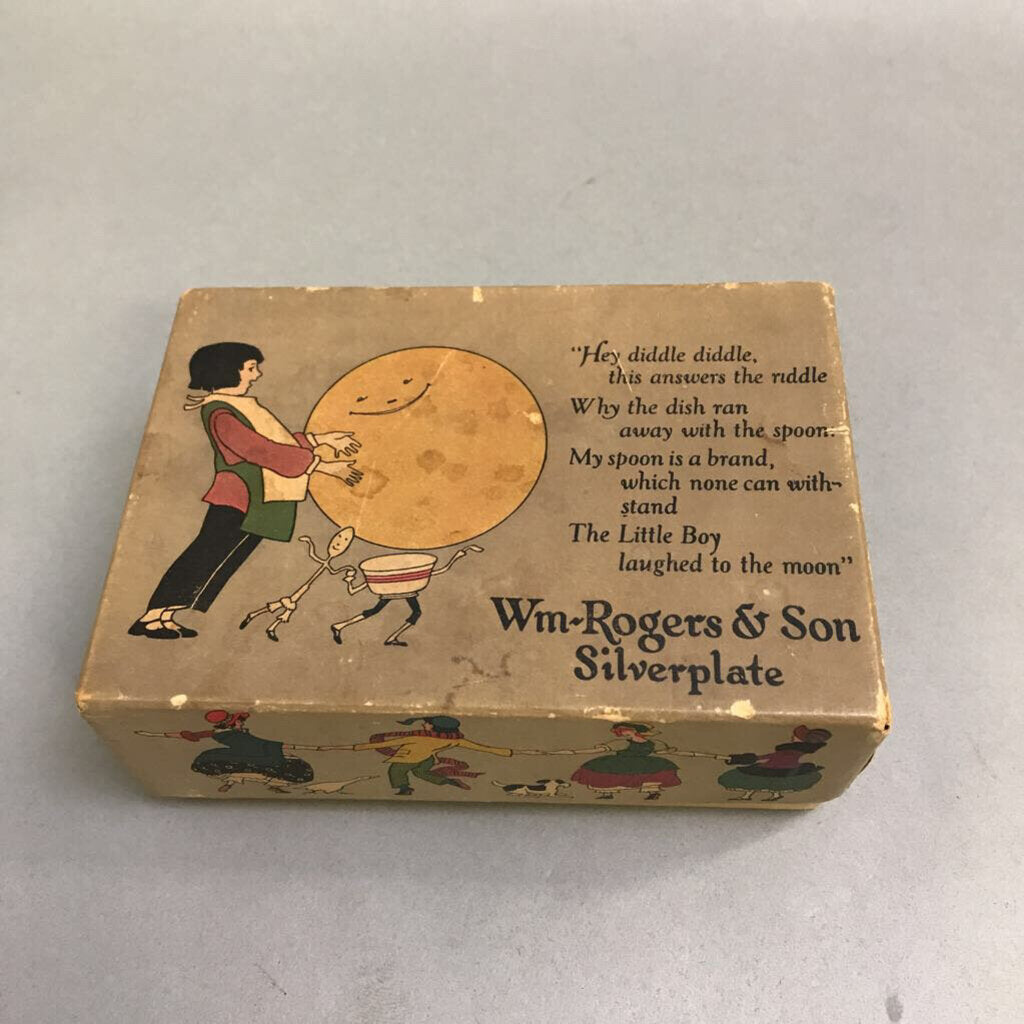 "Hey diddle diddle,
this answers the riddle
Why the dish ran
away with the spoon.
My spoon is a brand,
which none can with-
stand
The Little Boy
laughed to the moon"
Wm-Rogers & Son
Silverplate